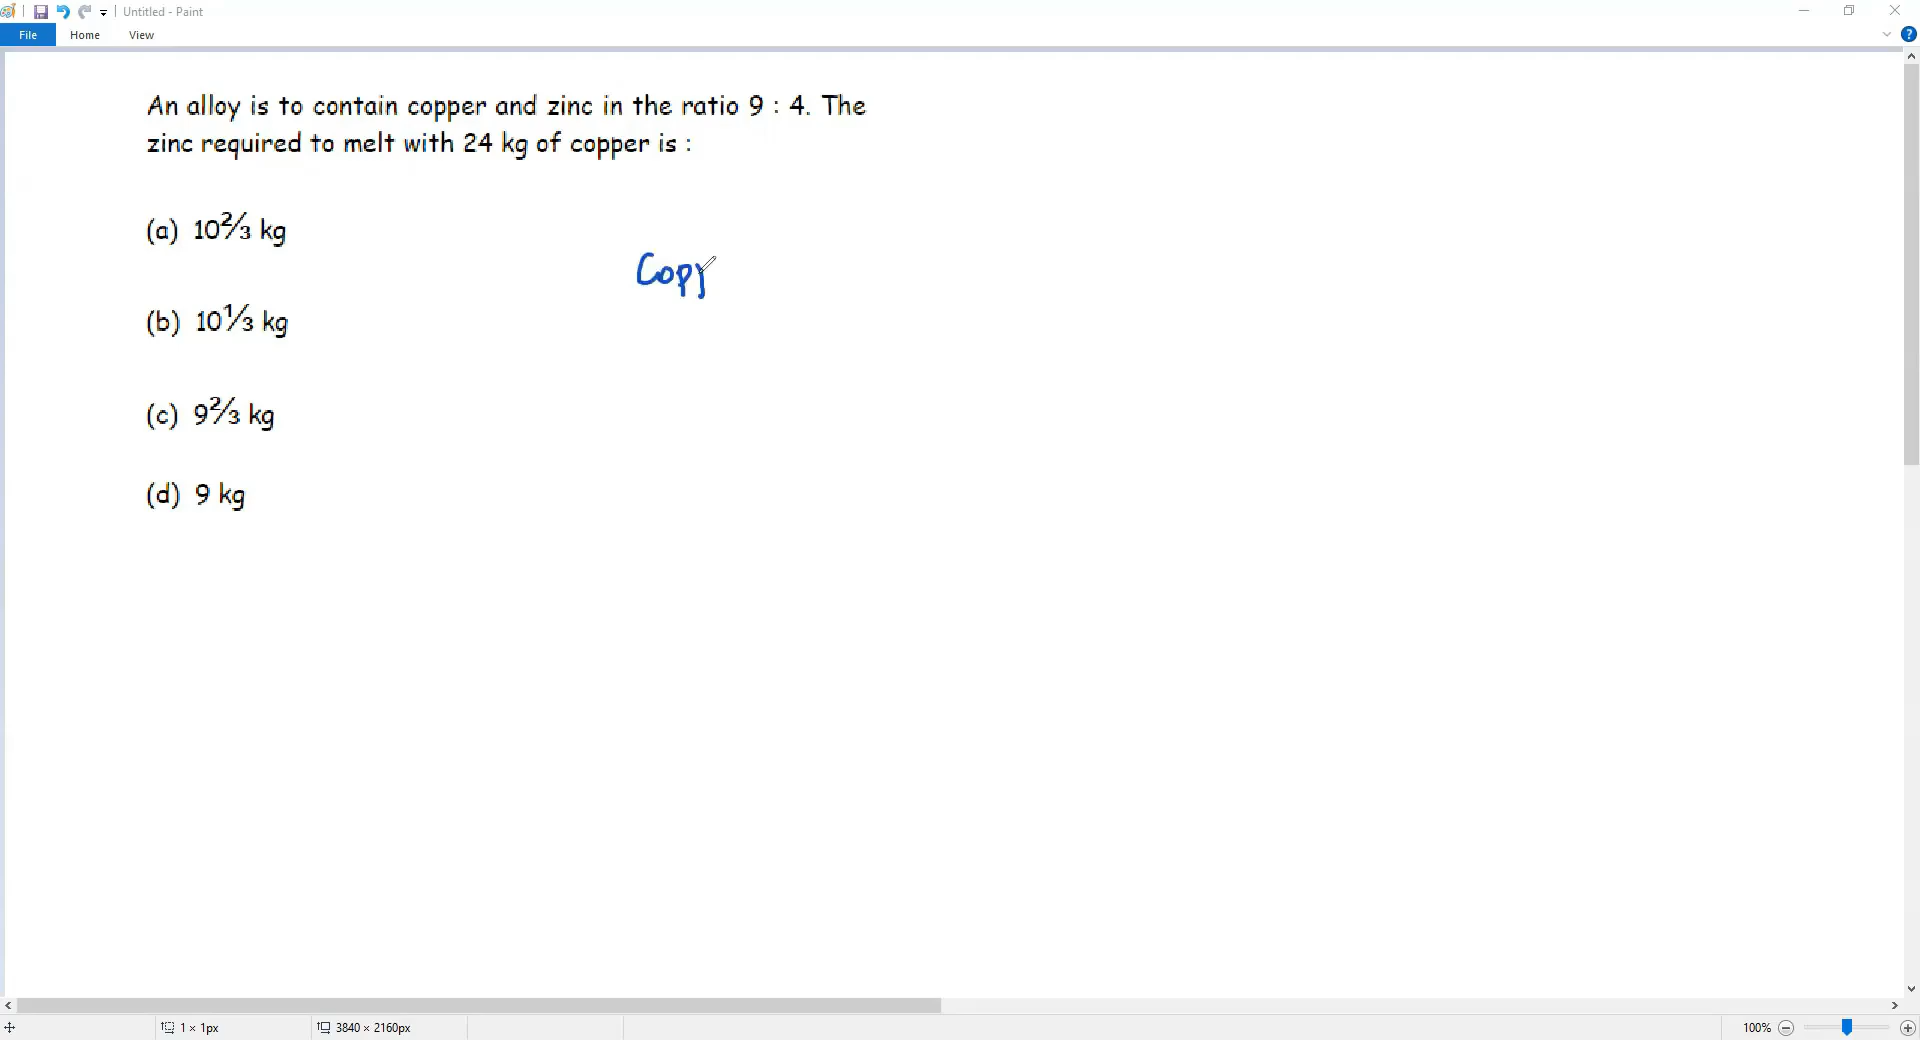 Untitled - Paint
File Home View
An alloy is to contain copper and zinc in the ratio 9 : 4. The
zinc required to melt with 24 kg of copper is :
(a) 10⅔ kg
Copy
(b) 10⅓ kg
(c) 9⅔ kg
(d) 9 kg
1 × 1px 3840 × 2160px 100%